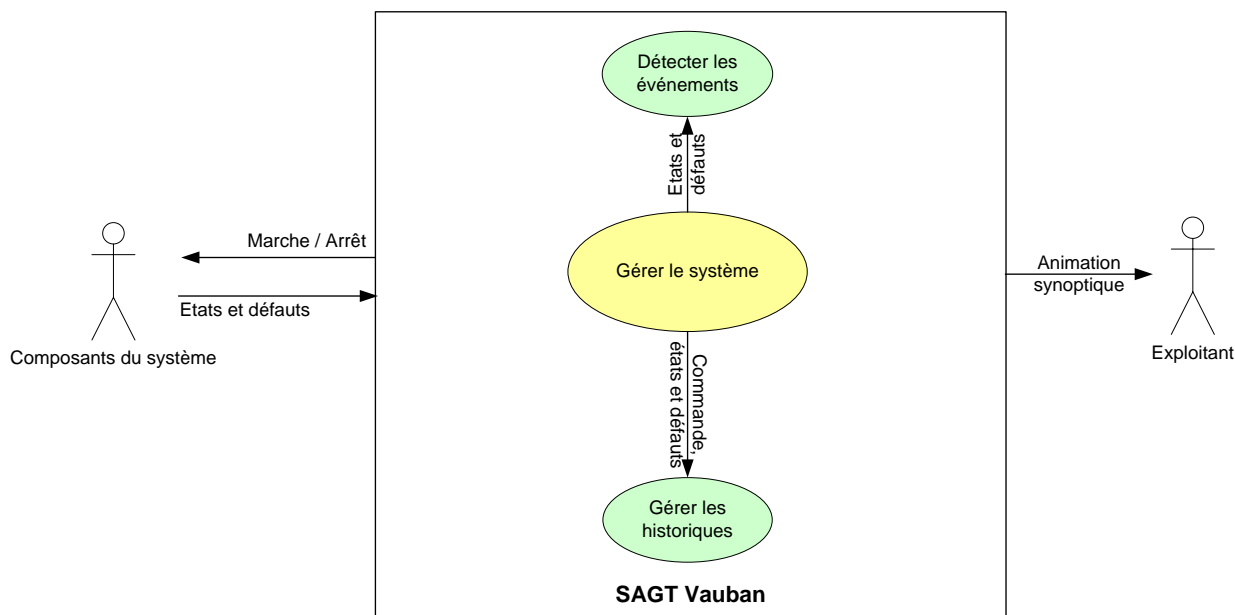 Détecter les
événements
Etats et
défauts
Marche / Arrêt
Gérer le système
Animation
synoptique
Etats et défauts
Composants du système
Exploitant
Commande,
états et défauts
Gérer les
historiques
SAGT Vauban